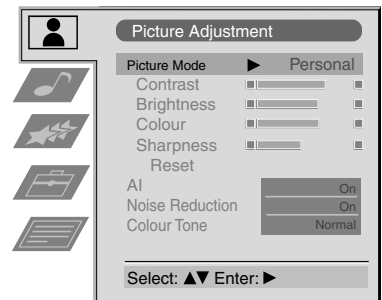 Picture Adjustment
Picture Mode ▶ Personal
Contrast
Brightness
Colour
Sharpness
Reset
AI On
Noise Reduction On
Colour Tone Normal
Select: ▲▼ Enter: ▶